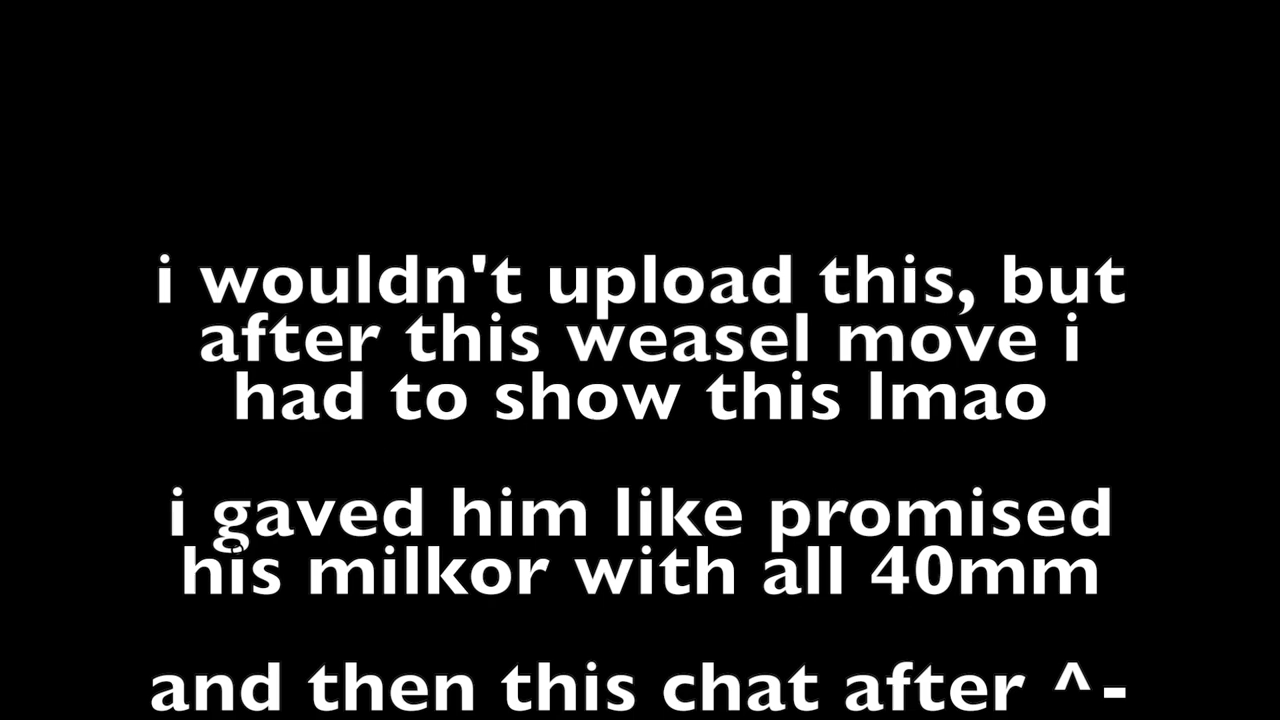 i wouldn't upload this, but
after this weasel move i
had to show this lmao
i gaved him like promised
his milkor with all 40mm
and then this chat after ^-